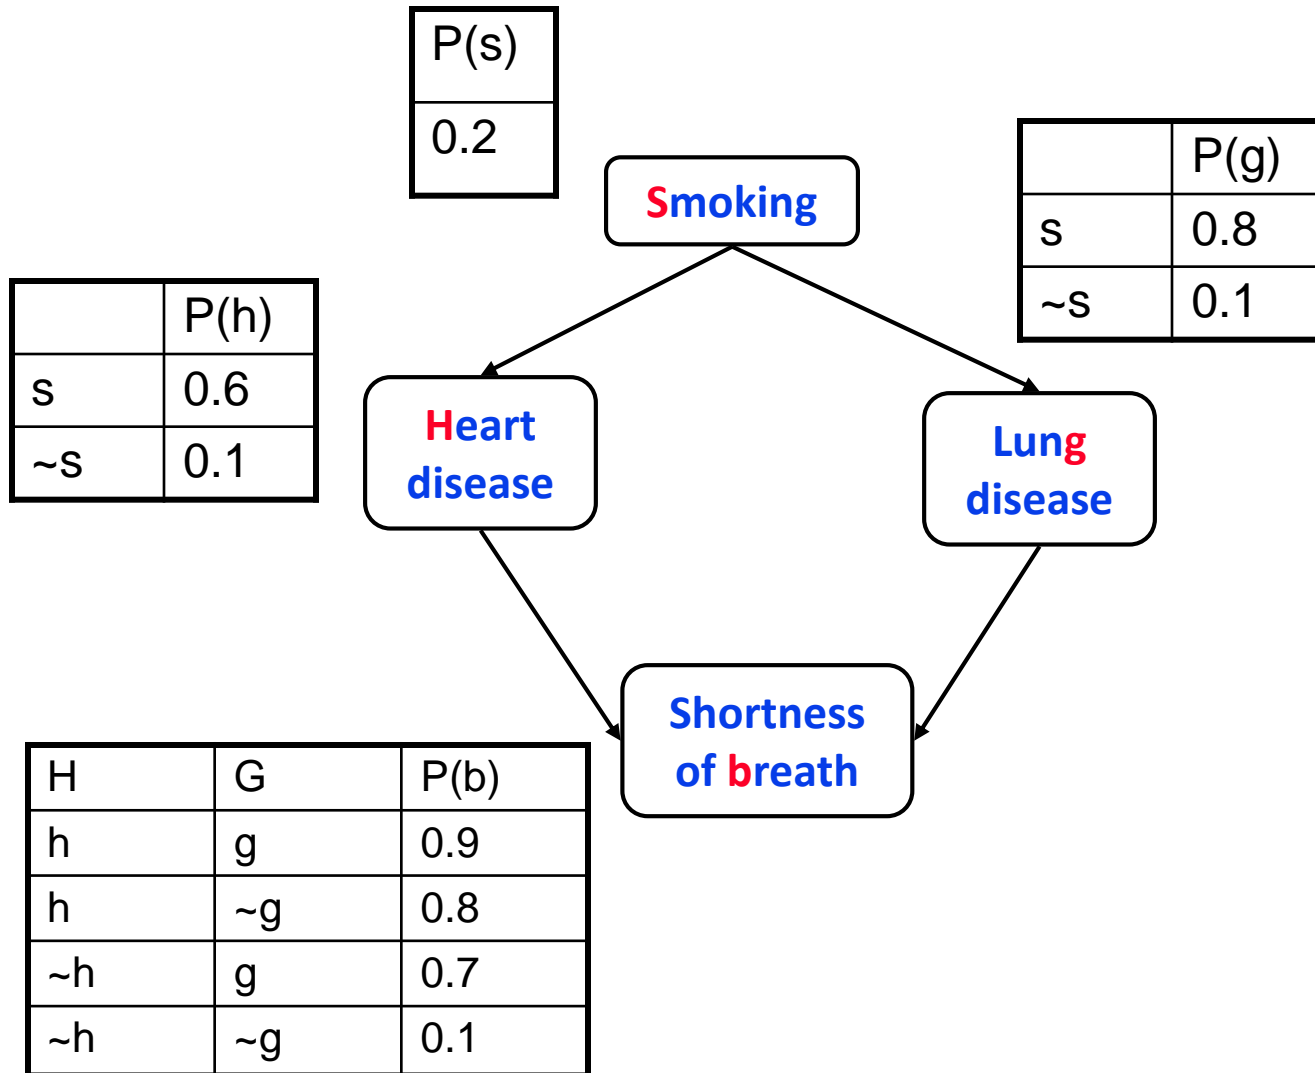 P(s)
0.2
Smoking
P(g)
s 0.8
~s 0.1
P(h)
s 0.6
~s 0.1
Heart
disease
Lung
disease
Shortness
of breath
H G P(b)
h g 0.9
h ~g 0.8
~h g 0.7
~h ~g 0.1